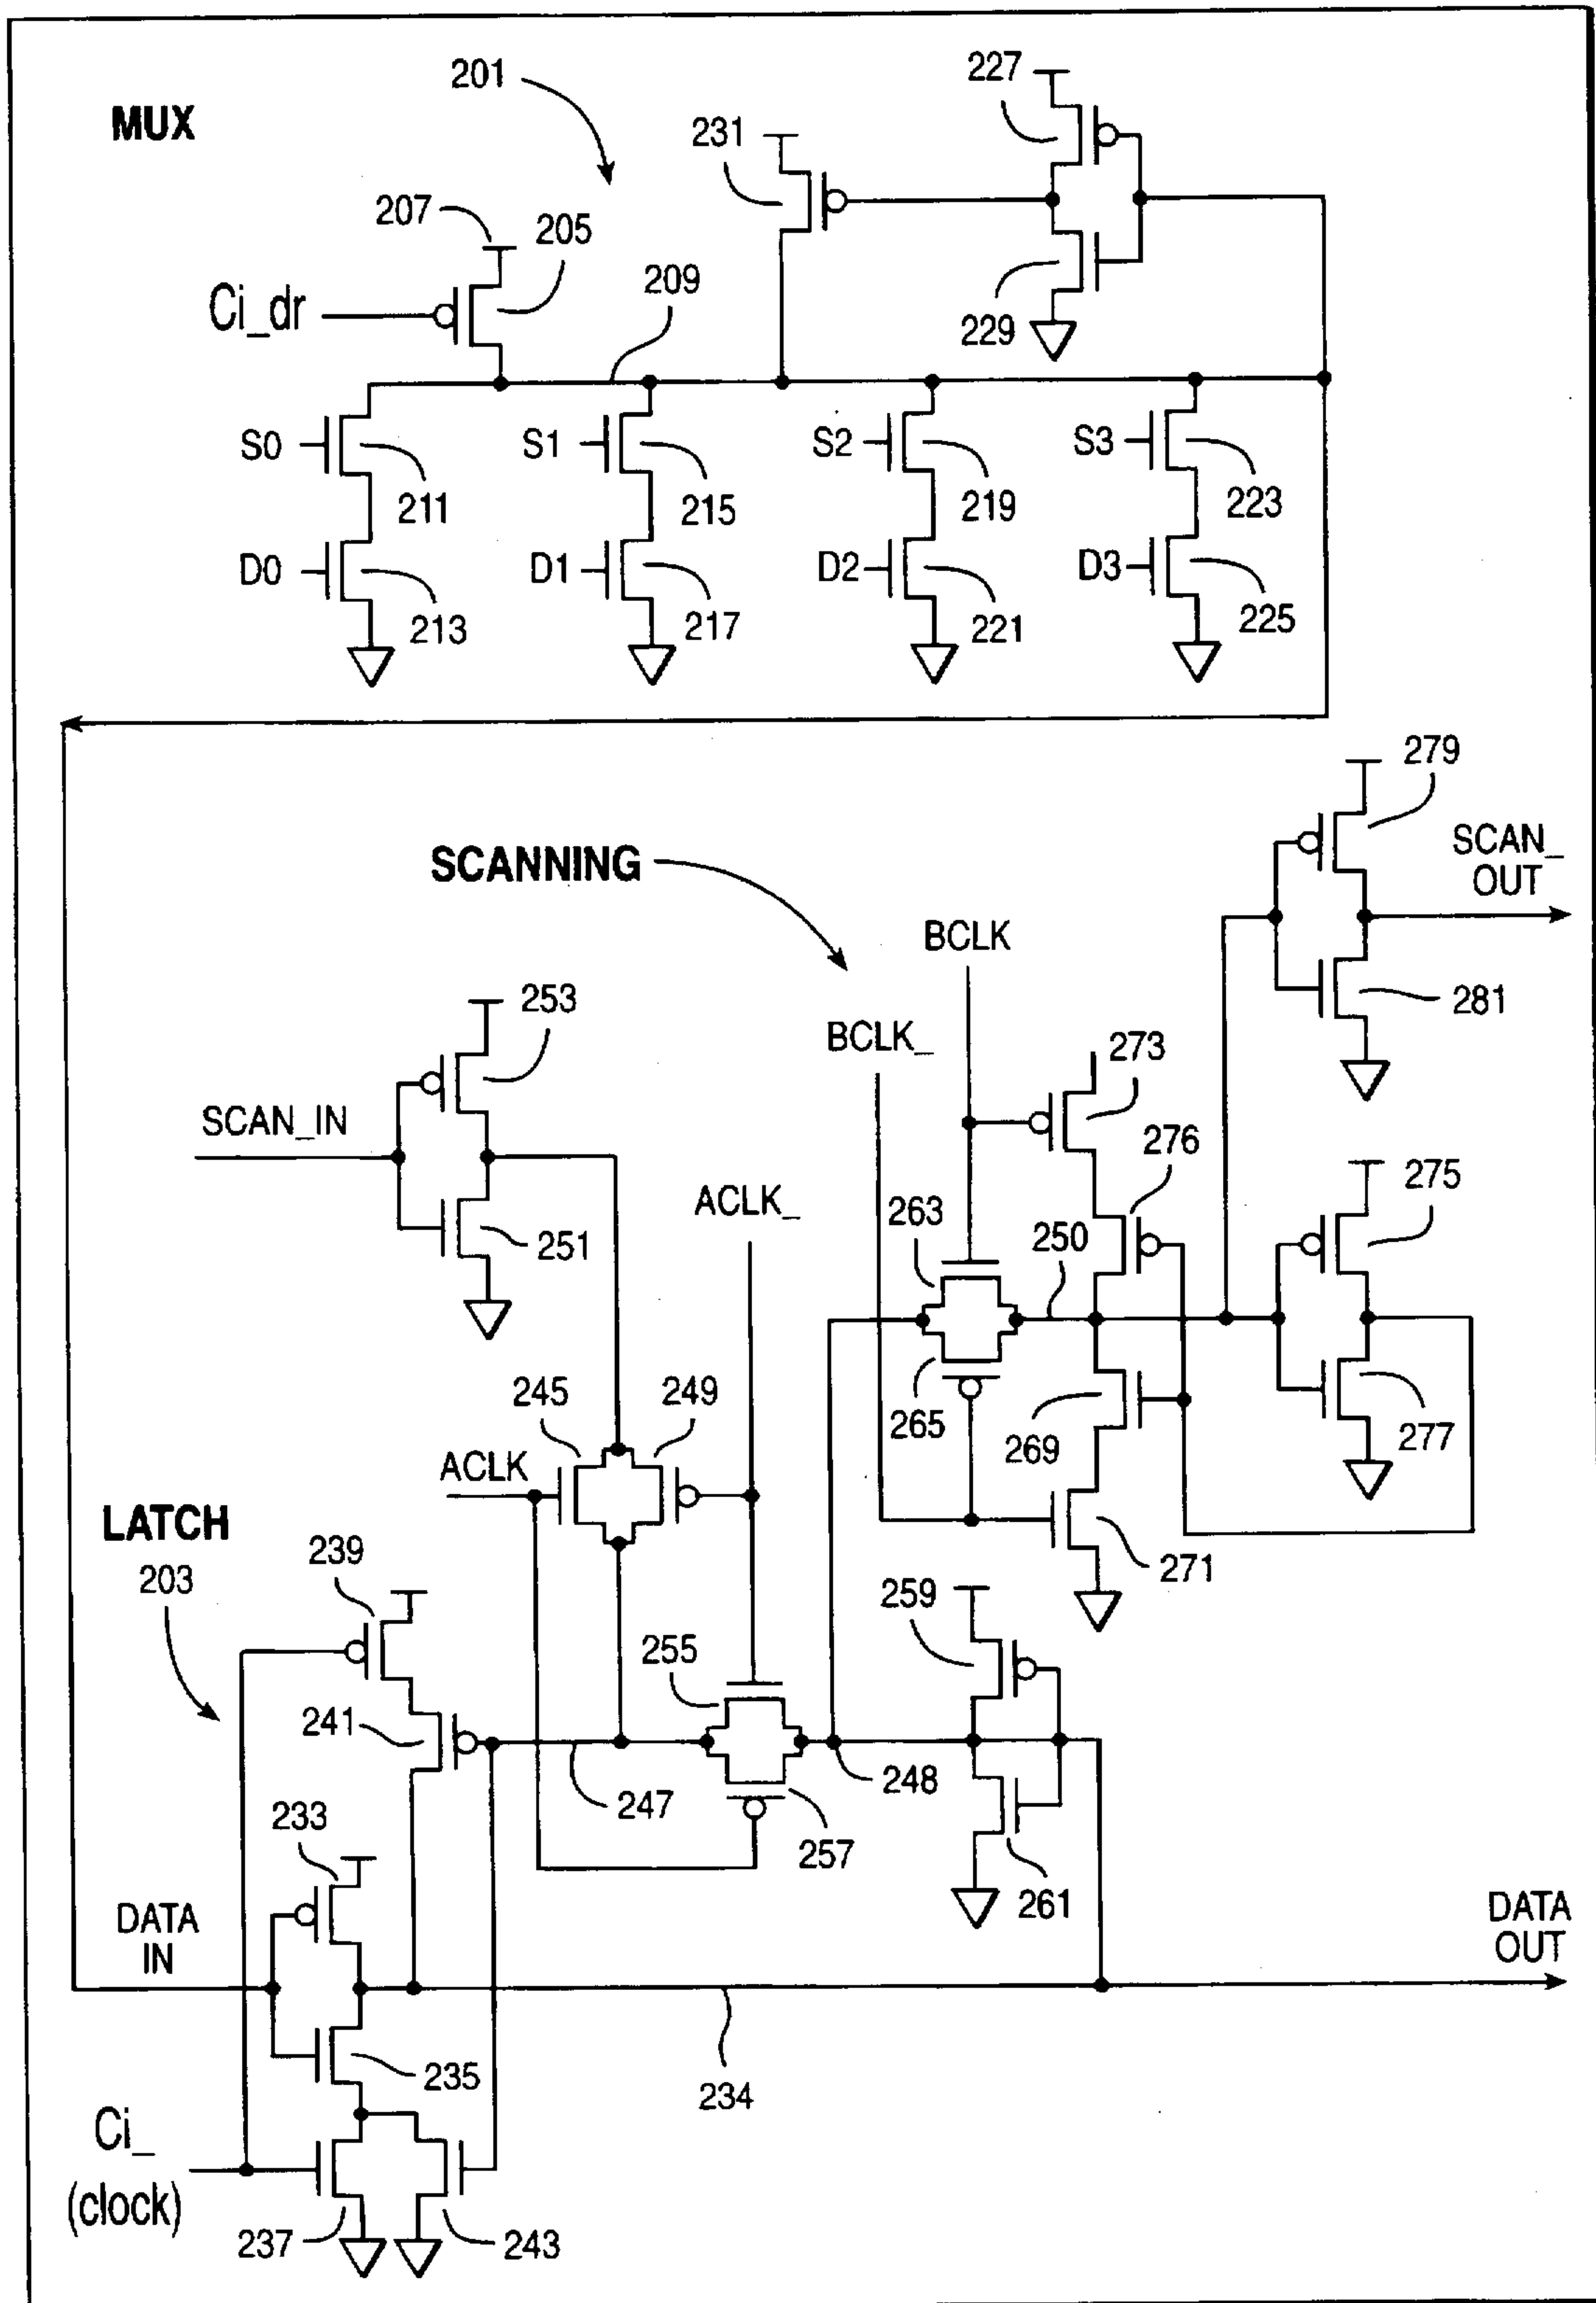 MUX
201
227
231
207
205
Ci_dr
209
229
S0
S1
S2
S3
211
215
219
223
D0
D1
D2
D3
213
217
221
225
279
SCANNING
SCAN_
OUT
BCLK
253
281
BCLK_
273
SCAN_IN
276
275
ACLK_
263
250
251
245
249
265
269
277
ACLK
LATCH
239
203
271
259
255
241
247
248
257
233
261
DATA
IN
DATA
OUT
235
234
Ci_
(clock)
237
243